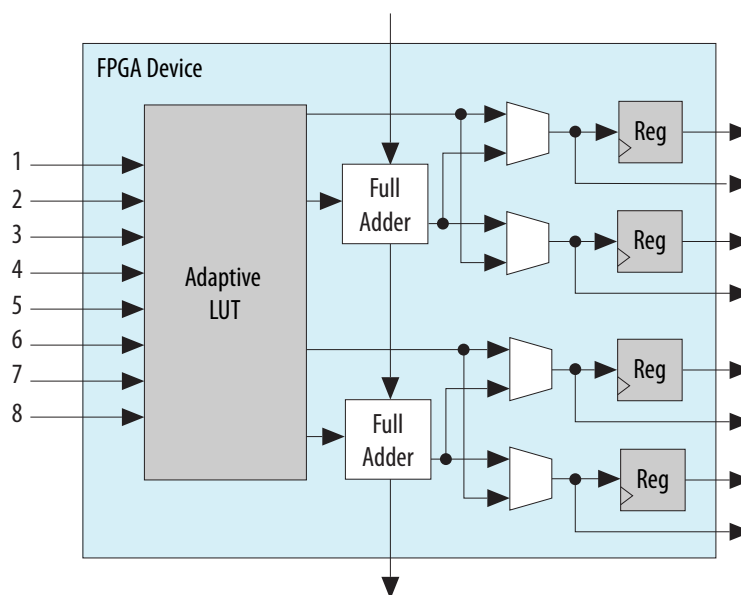 FPGA Device
1
2
3
4
5
6
7
8
Adaptive
LUT
Full
Adder
Full
Adder
Reg
Reg
Reg
Reg